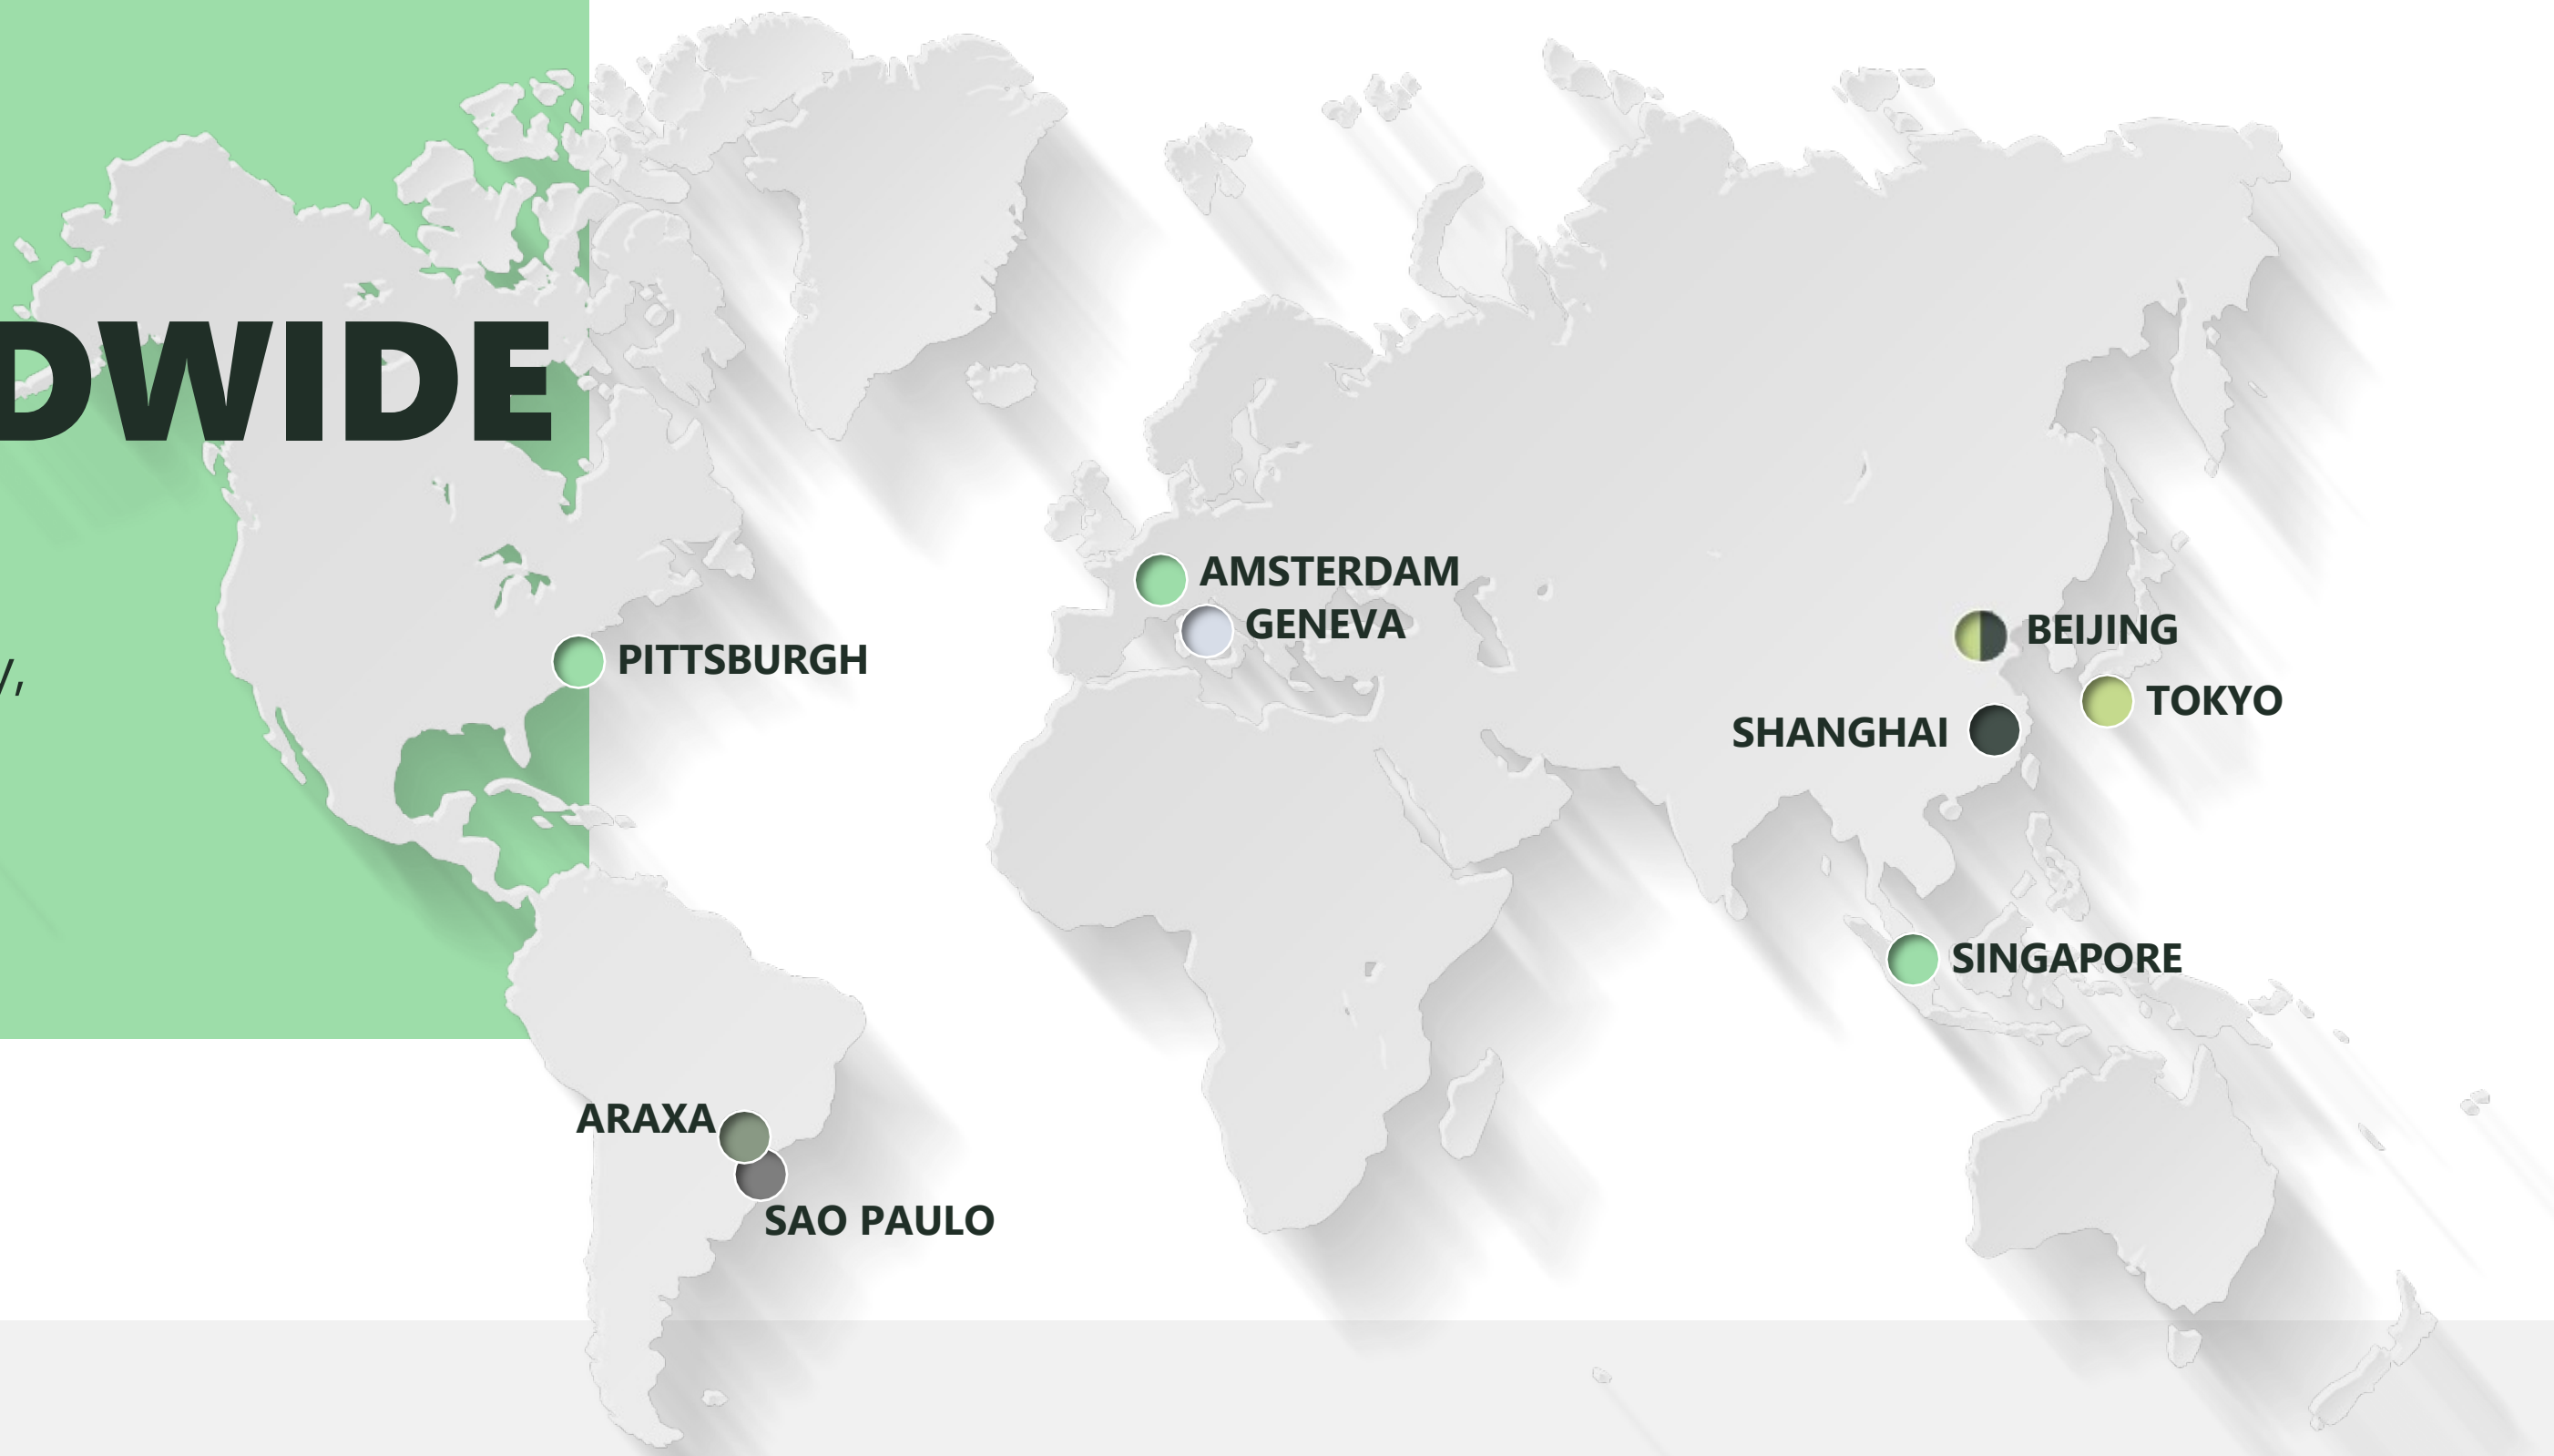 DWIDE
y,
AMSTERDAM
GENEVA
PITTSBURGH
BEIJING
TOKYO
SHANGHAI
SINGAPORE
ARAXA
SAO PAULO